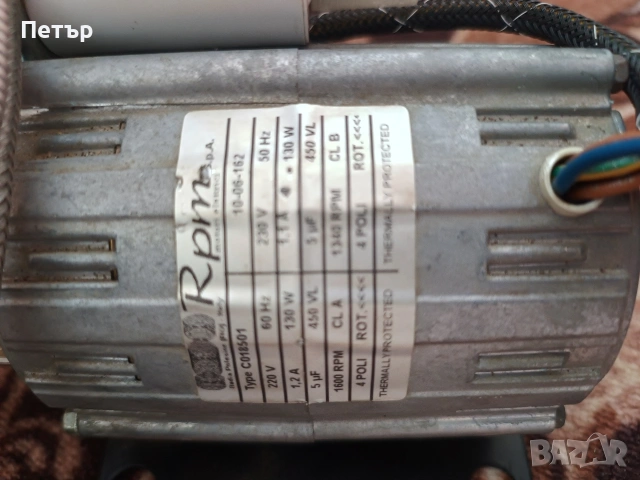 Петър
Rpm S.p.A.
Type C018501 10-06-162
220 V 60 Hz 230 V 50 Hz
1,2 A 130 W 1,1 A 130 W
5 µF 450 VL 5 µF 450 VL
1600 RPM CL A 1340 RPM CL B
4 POLI ROT.<<<< 4 POLI ROT.<<<<
THERMALLY PROTECTED THERMALLY PROTECTED
BAZAR